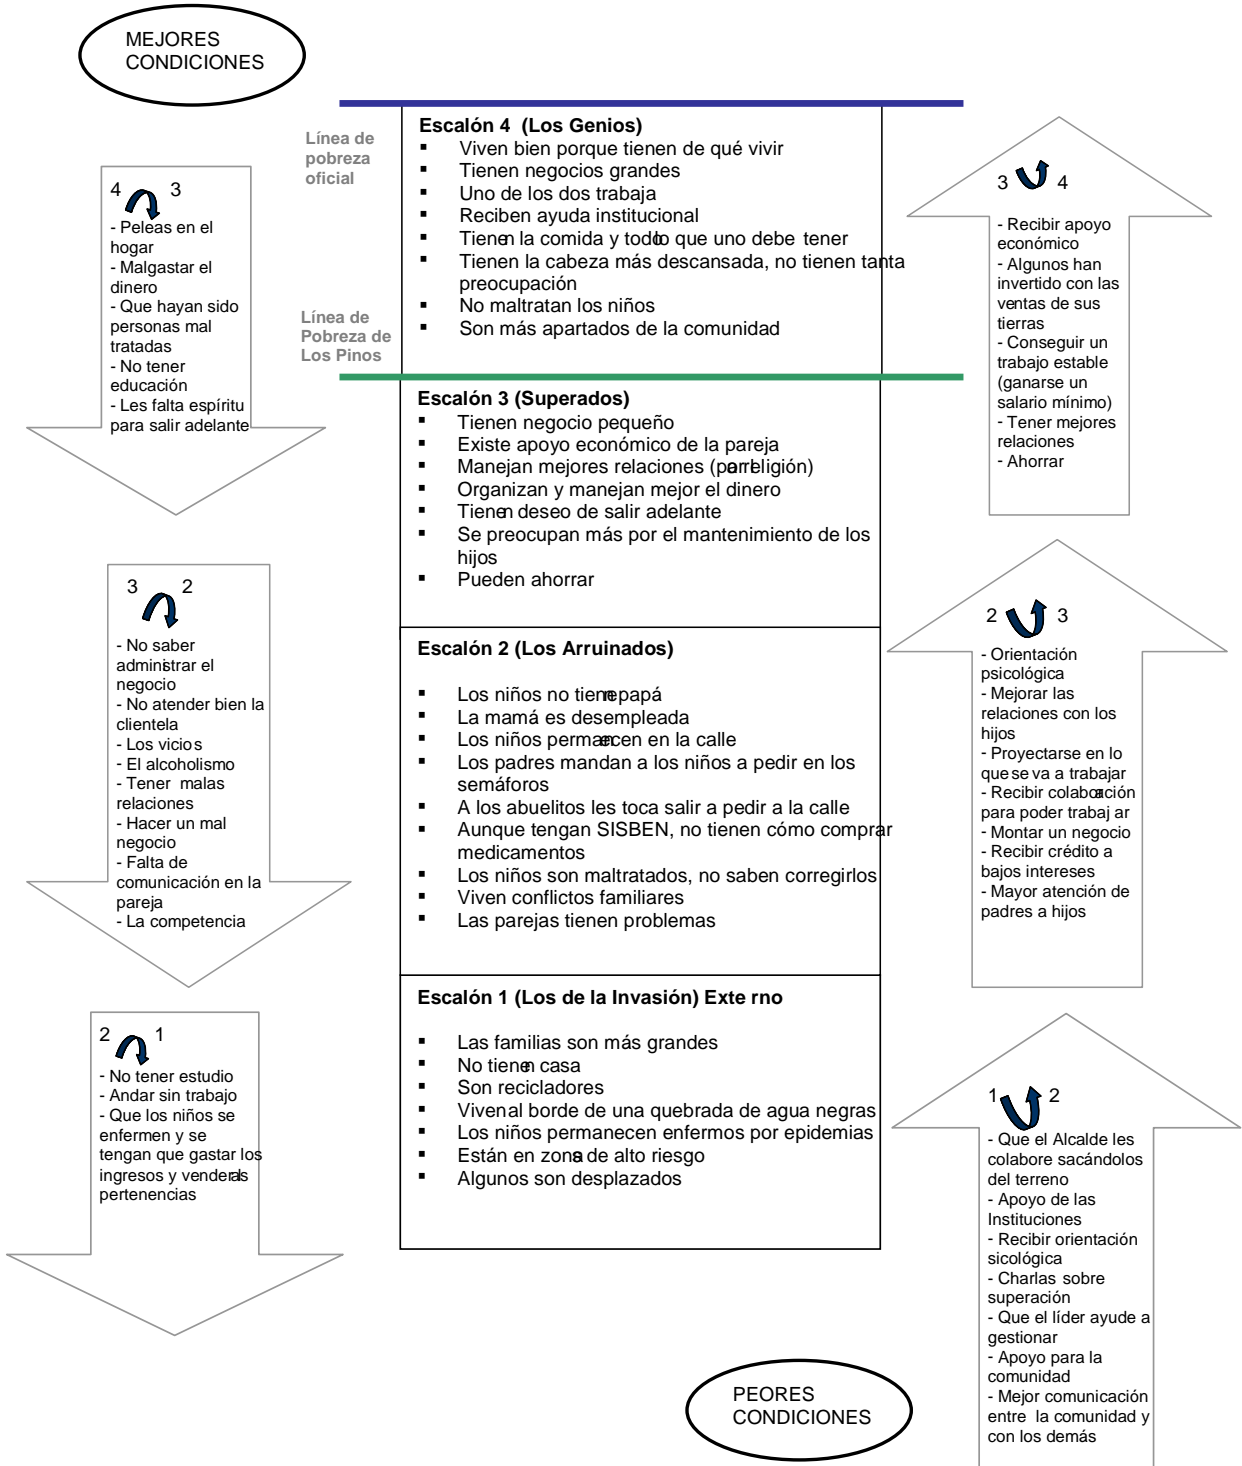 MEJORES
CONDICIONES
Línea de
pobreza
oficial
Línea de
Pobreza de
Los Pinos
4 3
- Peleas en el
hogar
- Malgastar el
dinero
- Que hayan sido
personas mal
tratadas
- No tener
educación
- Les falta espíritu
para salir adelante
3 2
- No saber
administrar el
negocio
- No atender bien la
clientela
- Los vicios
- El alcoholismo
- Tener malas
relaciones
- Hacer un mal
negocio
- Falta de
comunicación en la
pareja
- La competencia
2 1
- No tener estudio
- Andar sin trabajo
- Que los niños se
enfermen y se
tengan que gastar los
ingresos y vender las
pertenencias
Escalón 4 (Los Genios)
▪ Viven bien porque tienen de qué vivir
▪ Tienen negocios grandes
▪ Uno de los dos trabaja
▪ Reciben ayuda institucional
▪ Tienen la comida y todo lo que uno debe tener
▪ Tienen la cabeza más descansada, no tienen tanta
preocupación
▪ No maltratan los niños
▪ Son más apartados de la comunidad
Escalón 3 (Superados)
▪ Tienen negocio pequeño
▪ Existe apoyo económico de la pareja
▪ Manejan mejores relaciones (por la religión)
▪ Organizan y manejan mejor el dinero
▪ Tienen deseo de salir adelante
▪ Se preocupan más por el mantenimiento de los
hijos
▪ Pueden ahorrar
Escalón 2 (Los Arruinados)
▪ Los niños no tienen papá
▪ La mamá es desempleada
▪ Los niños permanecen en la calle
▪ Los padres mandan a los niños a pedir en los
semáforos
▪ A los abuelitos les toca salir a pedir a la calle
▪ Aunque tengan SISBEN, no tienen cómo comprar
medicamentos
▪ Los niños son maltratados, no saben corregirlos
▪ Viven conflictos familiares
▪ Las parejas tienen problemas
Escalón 1 (Los de la Invasión) Exte rno
▪ Las familias son más grandes
▪ No tienen casa
▪ Son recicladores
▪ Viven al borde de una quebrada de agua negras
▪ Los niños permanecen enfermos por epidemias
▪ Están en zonas de alto riesgo
▪ Algunos son desplazados
3 4
- Recibir apoyo
económico
- Algunos han
invertido con las
ventas de sus
tierras
- Conseguir un
trabajo estable
(ganarse un
salario mínimo)
- Tener mejores
relaciones
- Ahorrar
2 3
- Orientación
psicológica
- Mejorar las
relaciones con los
hijos
- Proyectarse en lo
que se va a trabajar
- Recibir colaboración
para poder trabaj ar
- Montar un negocio
- Recibir crédito a
bajos intereses
- Mayor atención de
padres a hijos
1 2
- Que el Alcalde les
colabore sacándolos
del terreno
- Apoyo de las
Instituciones
- Recibir orientación
sicológica
- Charlas sobre
superación
- Que el líder ayude a
gestionar
- Apoyo para la
comunidad
- Mejor comunicación
entre la comunidad y
con los demás
PEORES
CONDICIONES